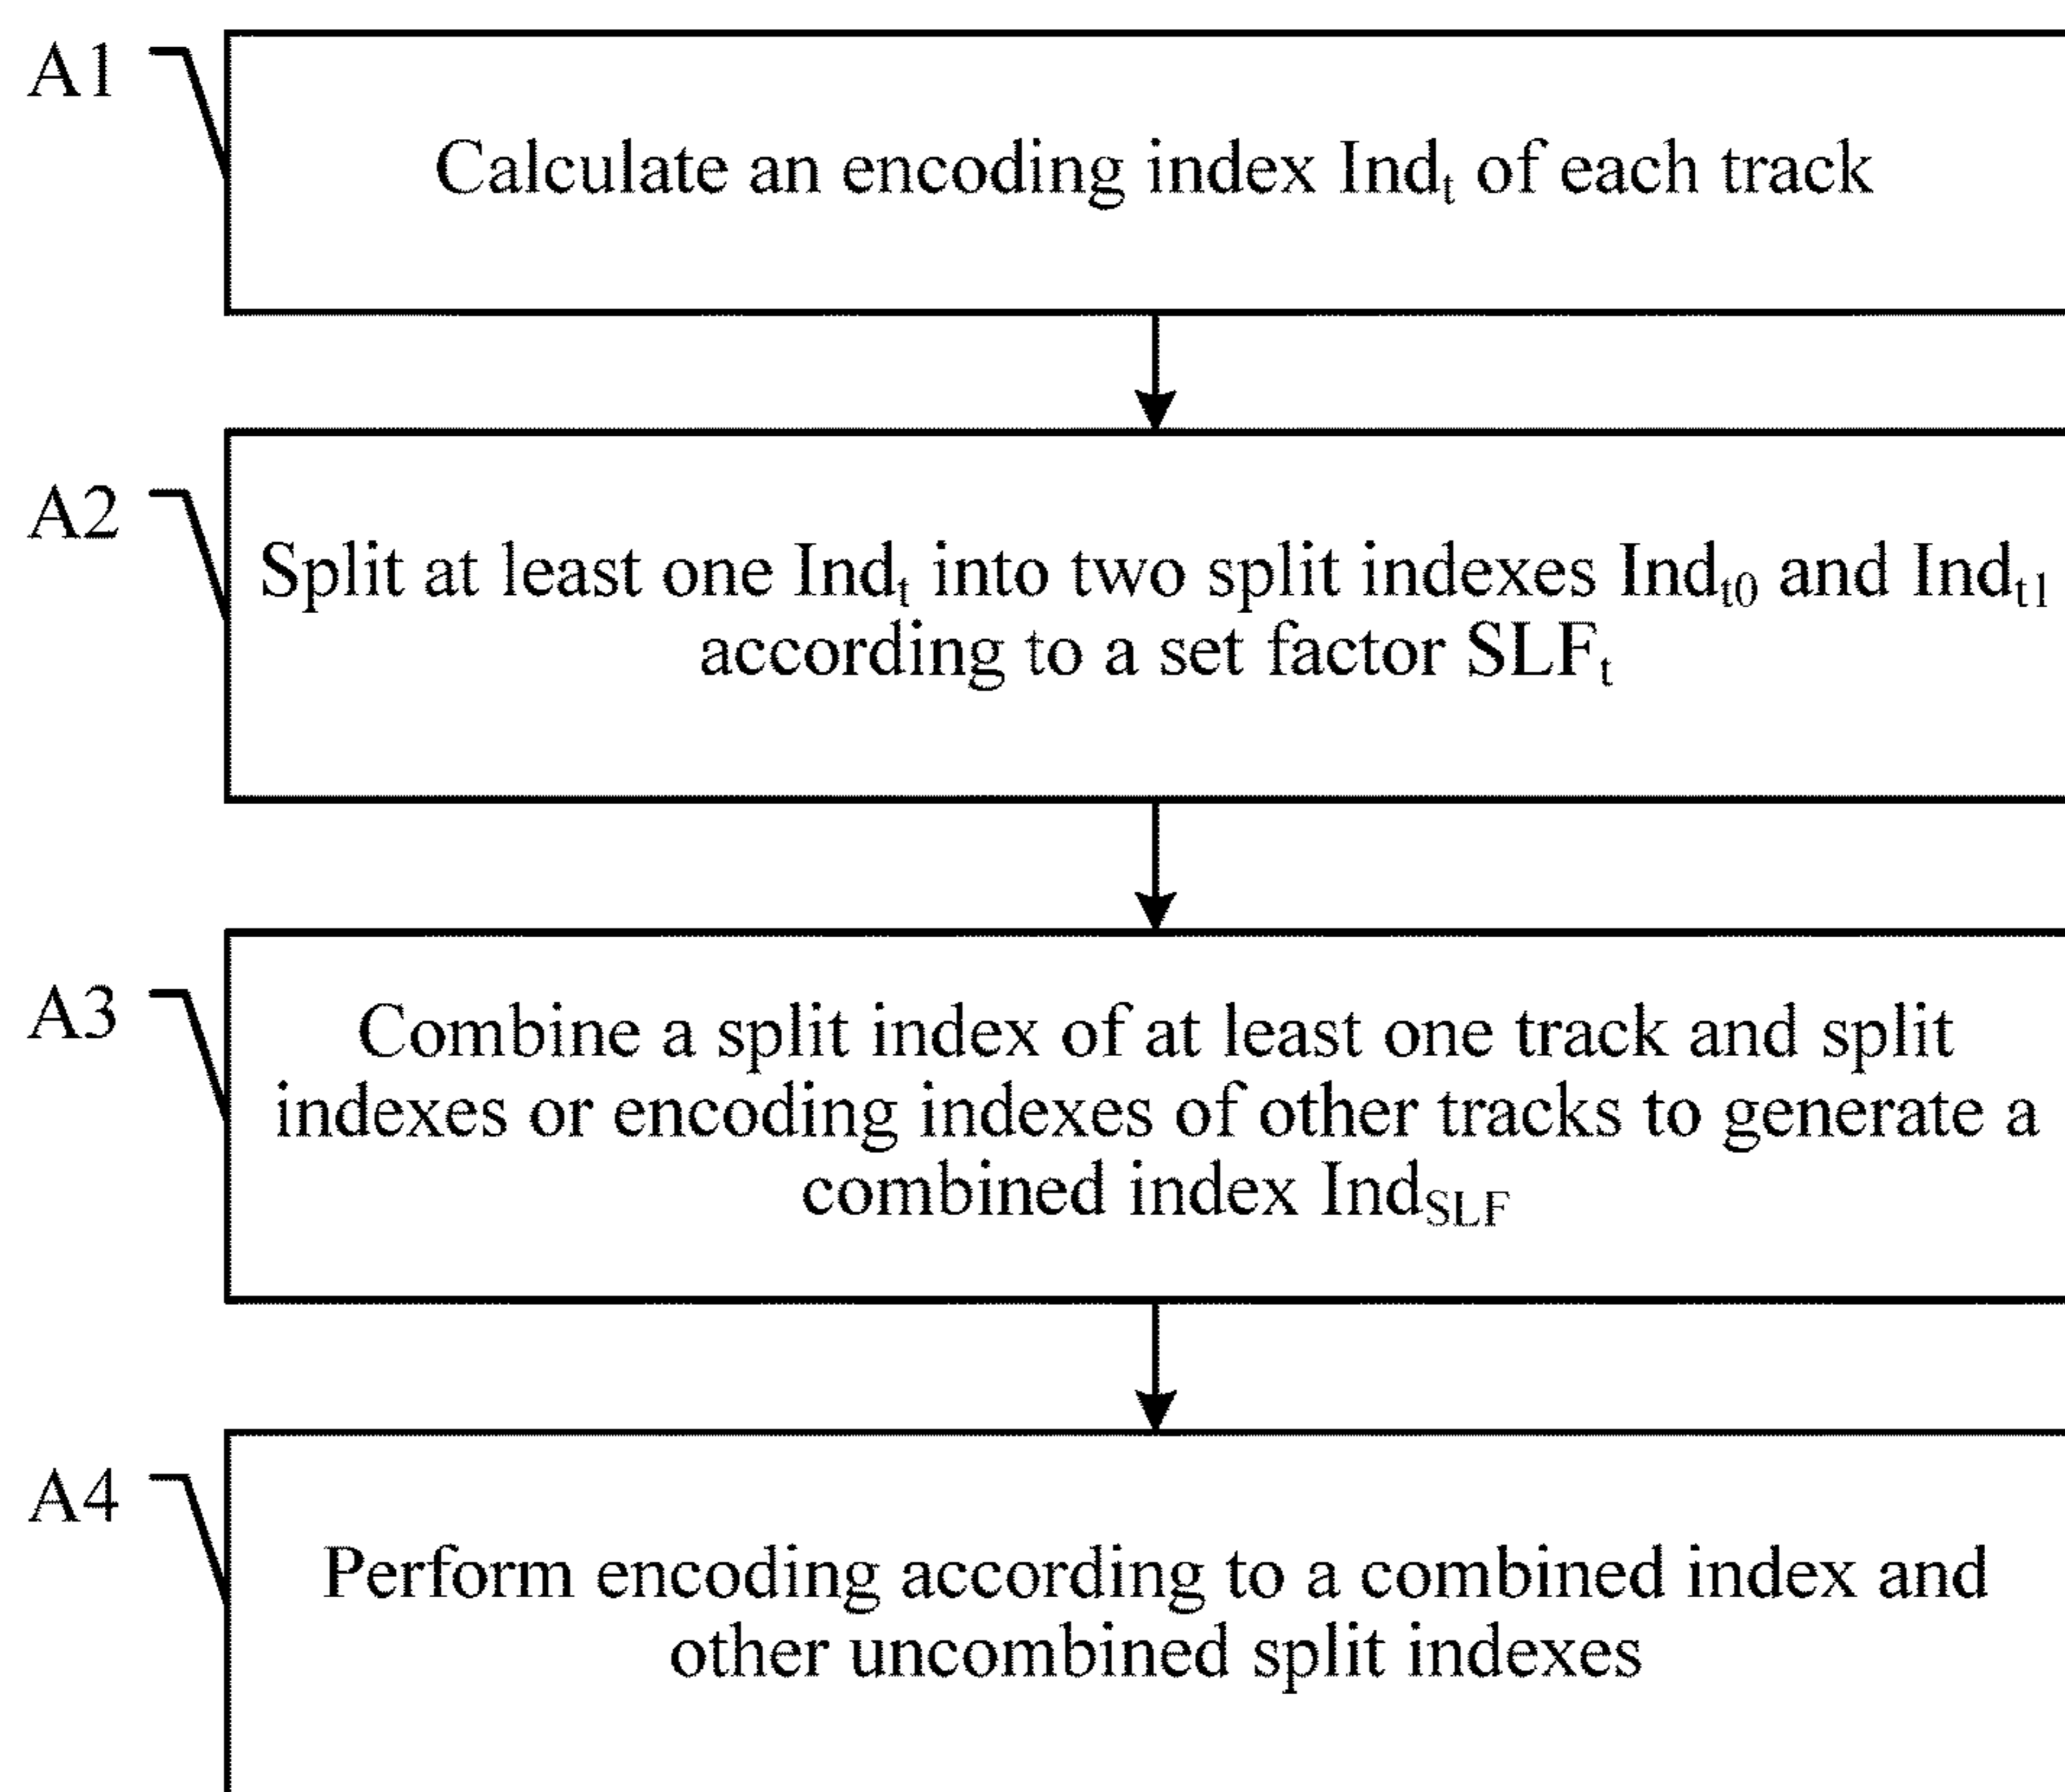 A1
Calculate an encoding index Indt of each track
A2
Split at least one Indt into two split indexes Indt0 and Indt1
according to a set factor SLFt
A3
Combine a split index of at least one track and split
indexes or encoding indexes of other tracks to generate a
combined index IndSLF
A4
Perform encoding according to a combined index and
other uncombined split indexes